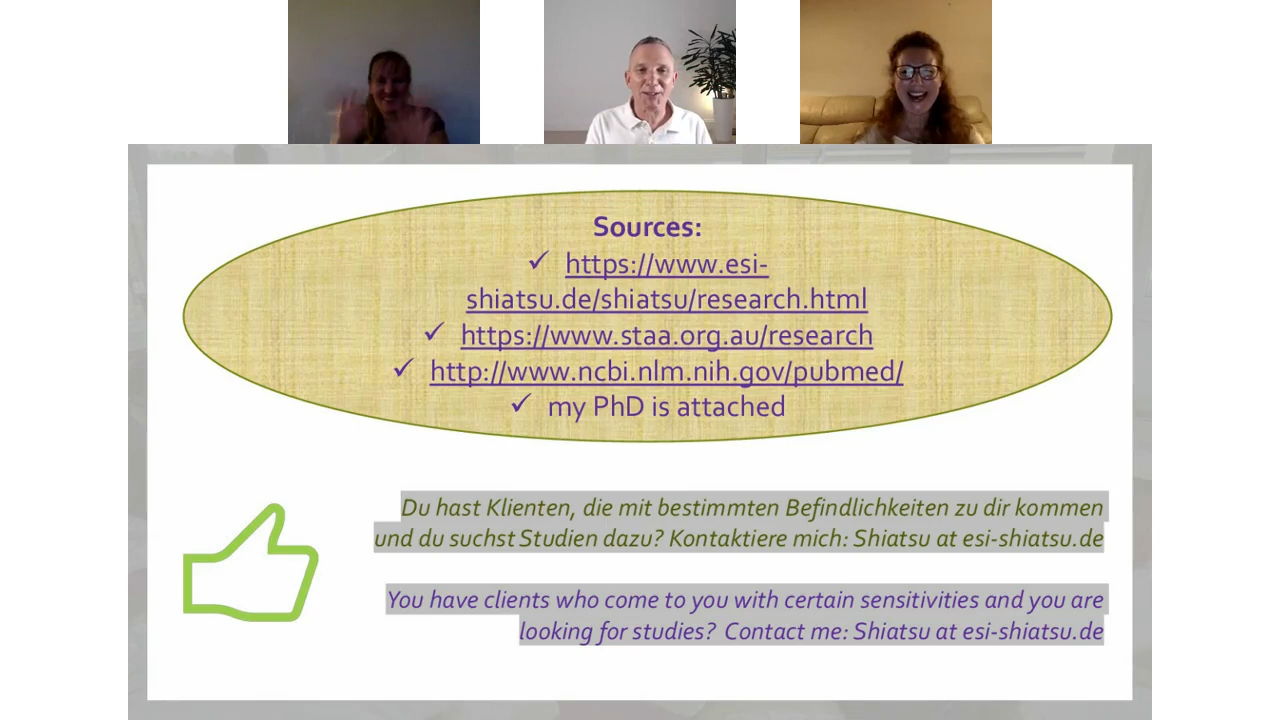 Sources:
✓ https://www.esi-
shiatsu.de/shiatsu/research.html
✓ https://www.staa.org.au/research
✓ http://www.ncbi.nlm.nih.gov/pubmed/
✓ my PhD is attached
Du hast Klienten, die mit bestimmten Befindlichkeiten zu dir kommen
und du suchst Studien dazu? Kontaktiere mich: Shiatsu at esi-shiatsu.de
You have clients who come to you with certain sensitivities and you are
looking for studies? Contact me: Shiatsu at esi-shiatsu.de